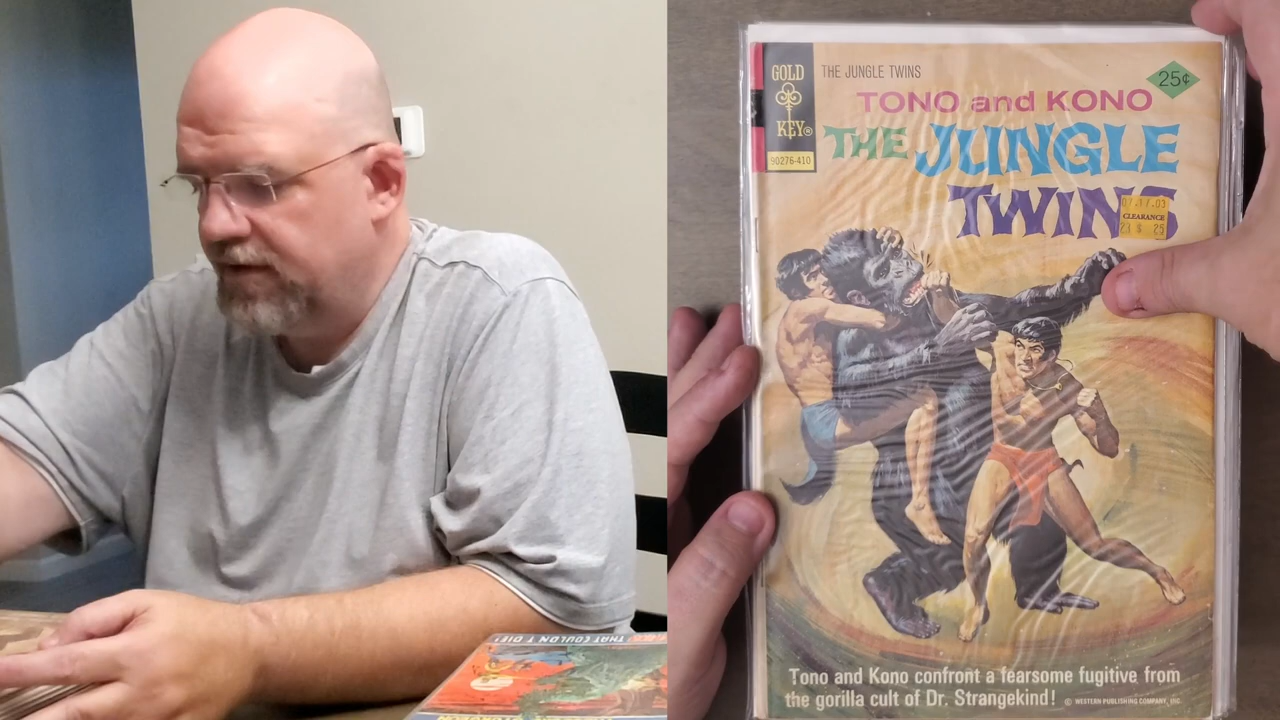 GOLD
KEY®
90276-410
THE JUNGLE TWINS
25¢
TONO and KONO
THE JUNGLE
TWINS
CLEARANCE
Tono and Kono confront a fearsome fugitive from
the gorilla cult of Dr. Strangekind!
© WESTERN PUBLISHING COMPANY, INC.
THAT COULDN'T DIE!